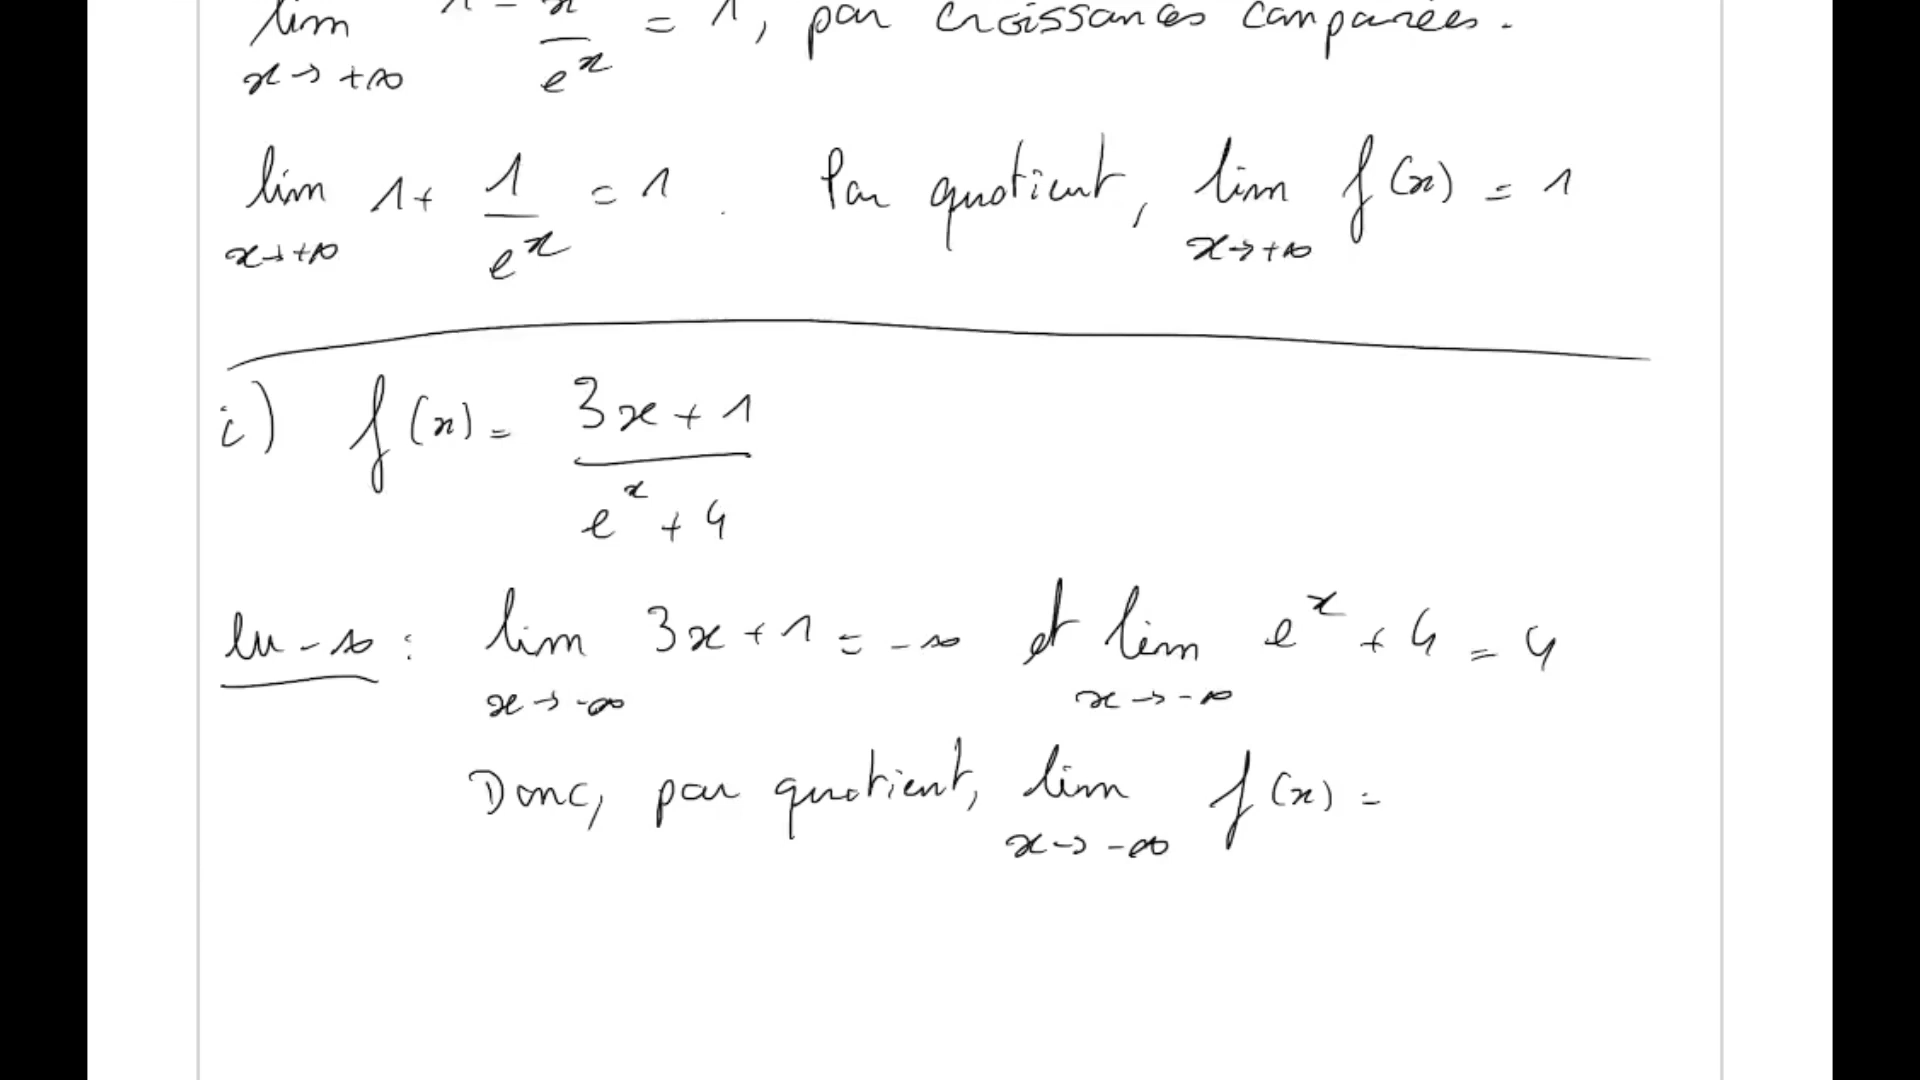 lim 1 - x/e^x = 1, par croissances comparées.
x→+∞
lim 1 + 1/e^x = 1. Par quotient, lim f(x) = 1
x→+∞ x→+∞
i) f(x) = (3x + 1)/(e^x + 4)
En -∞ : lim 3x + 1 = -∞ et lim e^x + 4 = 4
x→-∞ x→-∞
Donc, par quotient, lim f(x) =
x→-∞